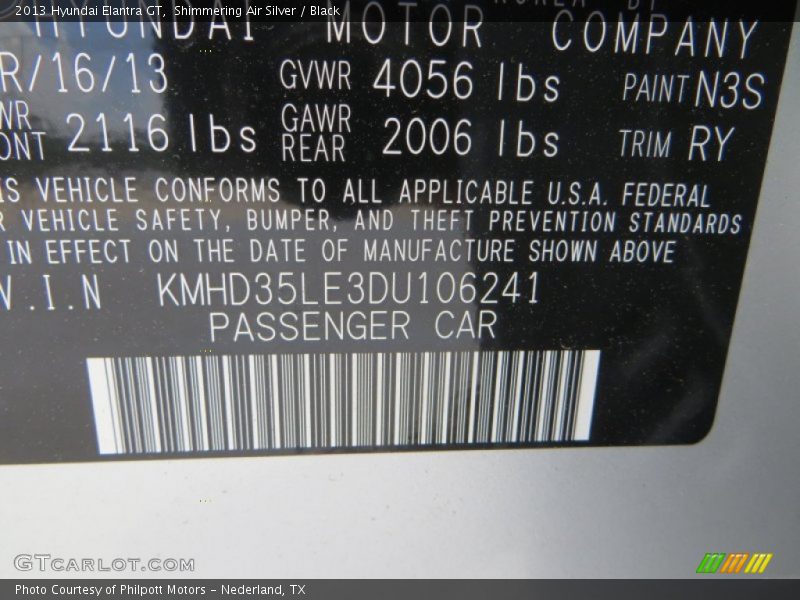 2013 Hyundai Elantra GT, Shimmering Air Silver / Black
HYUNDAI MOTOR COMPANY
R/16/13 GVWR 4056 lbs PAINT N3S
WR ONT 2116 lbs GAWR REAR 2006 lbs TRIM RY
IS VEHICLE CONFORMS TO ALL APPLICABLE U.S.A. FEDERAL
R VEHICLE SAFETY, BUMPER, AND THEFT PREVENTION STANDARDS
IN EFFECT ON THE DATE OF MANUFACTURE SHOWN ABOVE
V.I.N KMHD35LE3DU106241
PASSENGER CAR
GTCARLOT.COM
Photo Courtesy of Philpott Motors - Nederland, TX